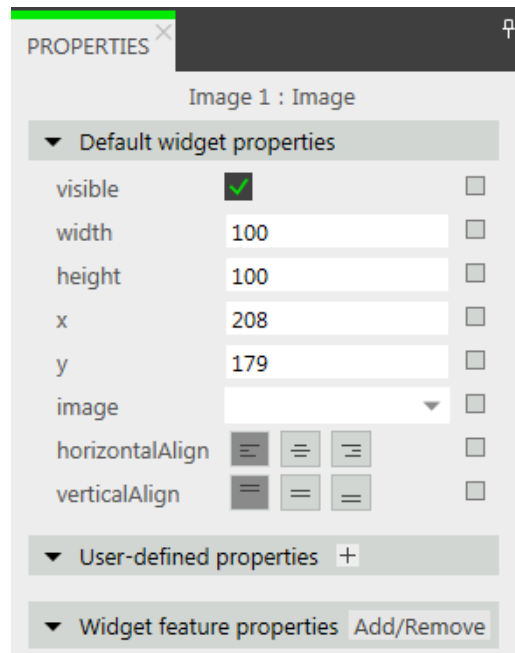 PROPERTIES
Image 1 : Image
Default widget properties
visible
width 100
height 100
x 208
y 179
image
horizontalAlign
verticalAlign
User-defined properties +
Widget feature properties Add/Remove